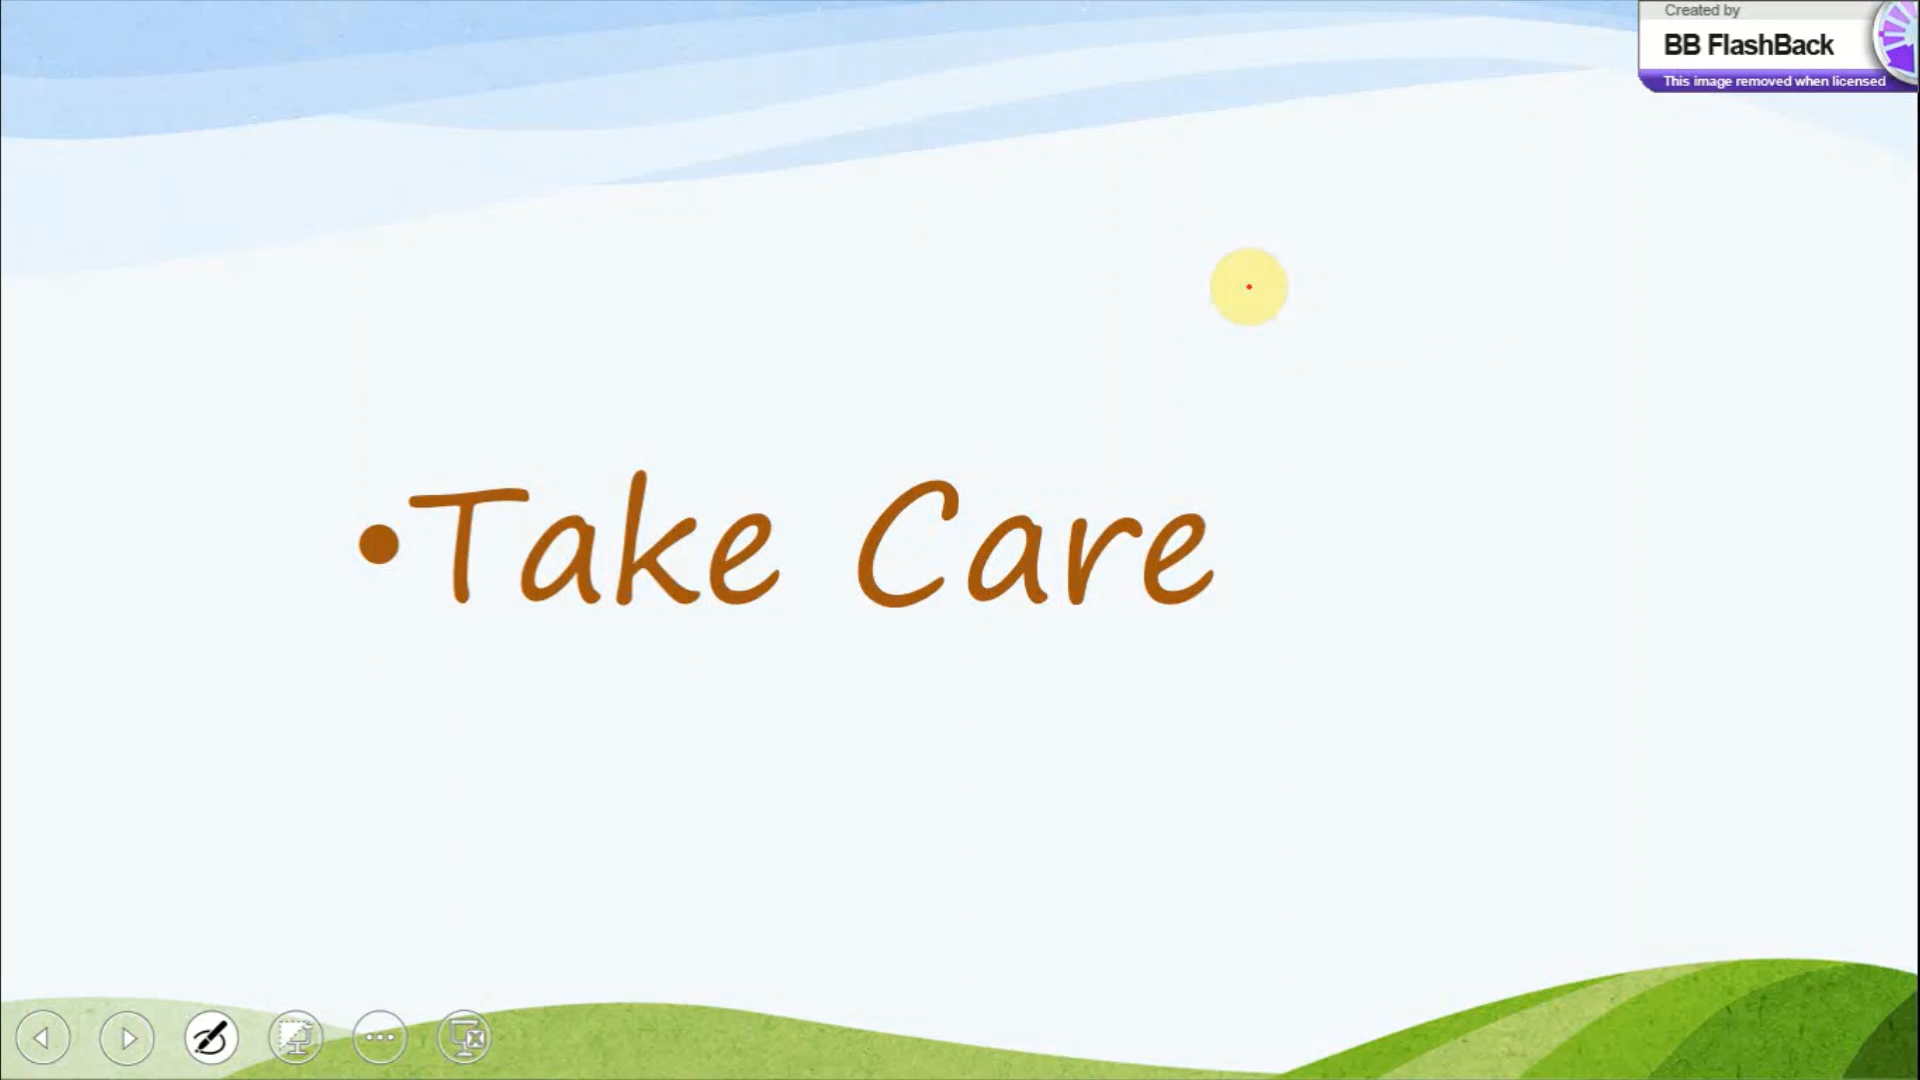 Created by
BB FlashBack
This image removed when licensed
•Take Care